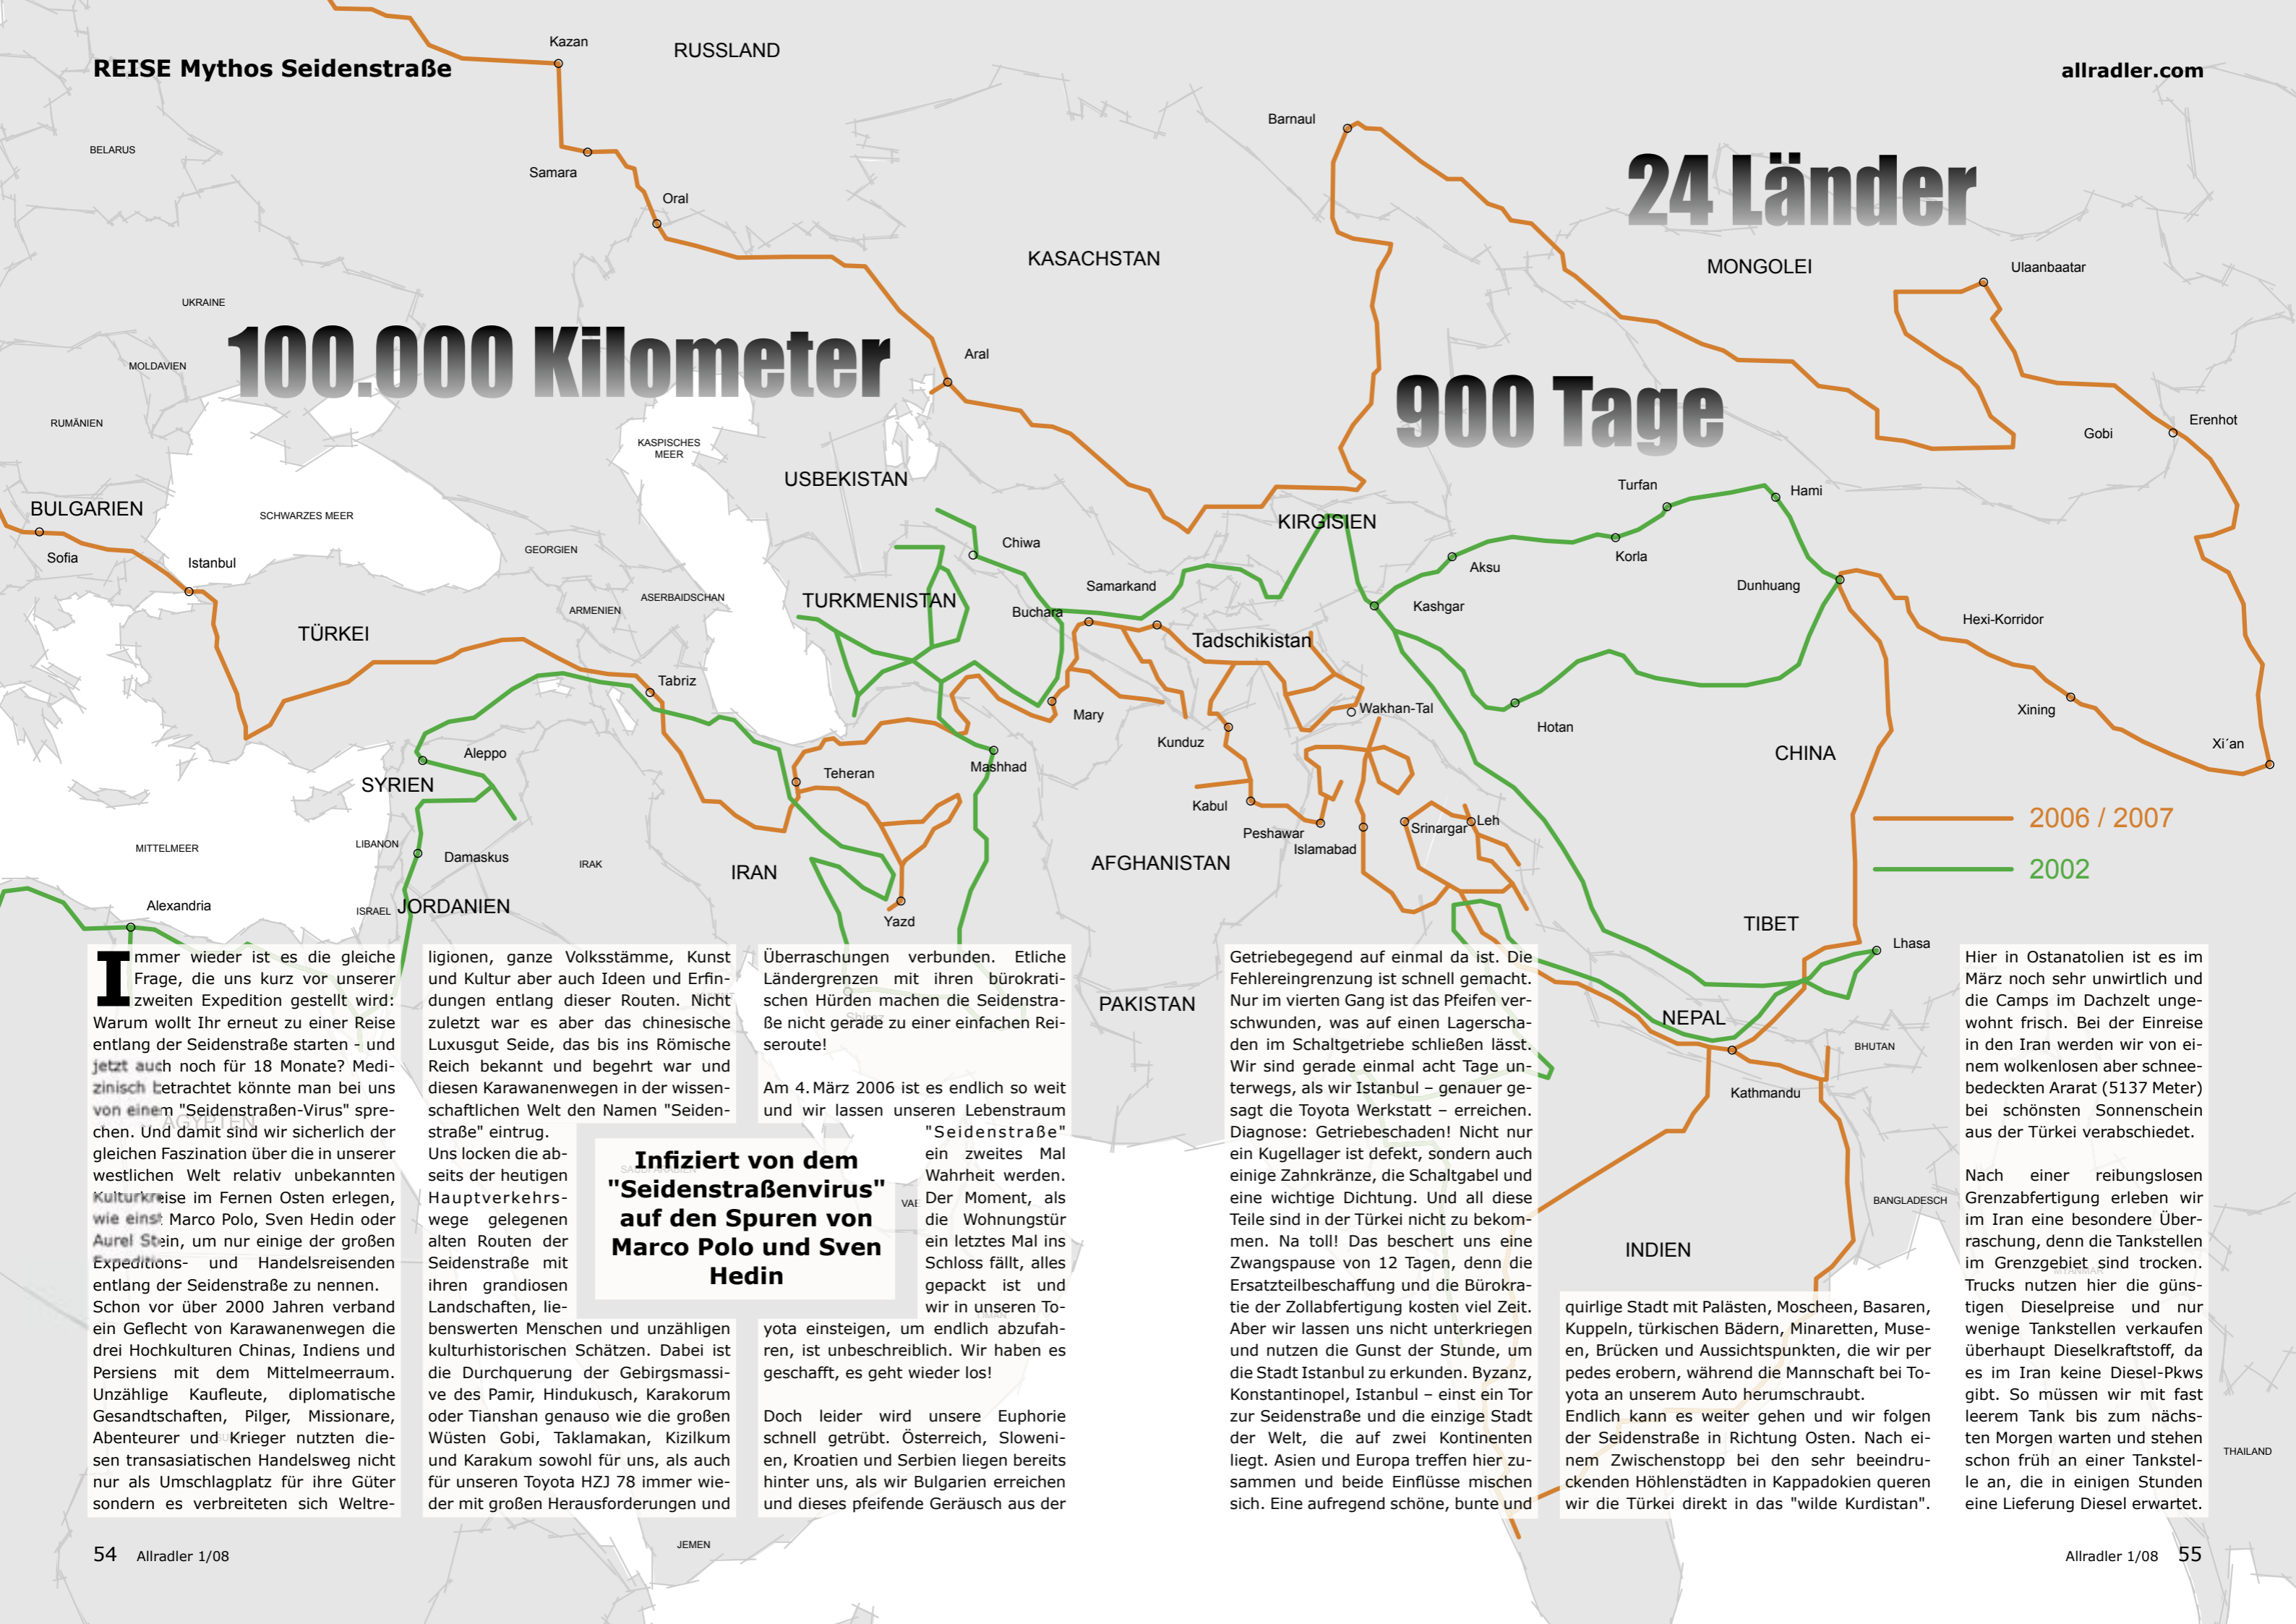 REISE Mythos Seidenstraße
allradler.com
Kazan
RUSSLAND
Barnaul
BELARUS
Samara
Oral
24 Länder
KASACHSTAN
MONGOLEI
Ulaanbaatar
UKRAINE
100.000 Kilometer
Aral
MOLDAVIEN
900 Tage
RUMÄNIEN
Erenhot
Gobi
KASPISCHES
MEER
USBEKISTAN
Turfan
Hami
BULGARIEN
SCHWARZES MEER
KIRGISIEN
Sofia
Istanbul
GEORGIEN
Chiwa
Korla
Aksu
Samarkand
Dunhuang
ASERBAIDSCHAN
TURKMENISTAN
ARMENIEN
Buchara
Kashgar
Hexi-Korridor
TÜRKEI
Tadschikistan
Tabriz
Mary
Wakhan-Tal
Xining
Hotan
Kunduz
Xi´an
Aleppo
Mashhad
CHINA
Teheran
SYRIEN
Kabul
2006 / 2007
Peshawar
Srinargar
Leh
MITTELMEER
LIBANON
Islamabad
Damaskus
IRAK
IRAN
AFGHANISTAN
2002
Alexandria
ISRAEL
JORDANIEN
Yazd
TIBET
Lhasa
PAKISTAN
NEPAL
Shiraz
BHUTAN
Kathmandu
ÄGYPTEN
BANGLADESCH
INDIEN
THAILAND
JEMEN
Immer wieder ist es die gleiche
Frage, die uns kurz vor unserer
zweiten Expedition gestellt wird:
Warum wollt Ihr erneut zu einer Reise
entlang der Seidenstraße starten - und
jetzt auch noch für 18 Monate? Medi-
zinisch betrachtet könnte man bei uns
von einem "Seidenstraßen-Virus" spre-
chen. Und damit sind wir sicherlich der
gleichen Faszination über die in unserer
westlichen Welt relativ unbekannten
Kulturkreise im Fernen Osten erlegen,
wie einst Marco Polo, Sven Hedin oder
Aurel Stein, um nur einige der großen
Expeditions- und Handelsreisenden
entlang der Seidenstraße zu nennen.
Schon vor über 2000 Jahren verband
ein Geflecht von Karawanenwegen die
drei Hochkulturen Chinas, Indiens und
Persiens mit dem Mittelmeerraum.
Unzählige Kaufleute, diplomatische
Gesandtschaften, Pilger, Missionare,
Abenteurer und Krieger nutzten die-
sen transasiatischen Handelsweg nicht
nur als Umschlagplatz für ihre Güter
sondern es verbreiteten sich Weltre-
ligionen, ganze Volksstämme, Kunst
und Kultur aber auch Ideen und Erfin-
dungen entlang dieser Routen. Nicht
zuletzt war es aber das chinesische
Luxusgut Seide, das bis ins Römische
Reich bekannt und begehrt war und
diesen Karawanenwegen in der wissen-
schaftlichen Welt den Namen "Seiden-
straße" eintrug.
Uns locken die ab-
seits der heutigen
Hauptverkehrs-
wege gelegenen
alten Routen der
Seidenstraße mit
ihren grandiosen
Landschaften, lie-
benswerten Menschen und unzähligen
kulturhistorischen Schätzen. Dabei ist
die Durchquerung der Gebirgsmassi-
ve des Pamir, Hindukusch, Karakorum
oder Tianshan genauso wie die großen
Wüsten Gobi, Taklamakan, Kizilkum
und Karakum sowohl für uns, als auch
für unseren Toyota HZJ 78 immer wie-
der mit großen Herausforderungen und
Infiziert von dem
"Seidenstraßenvirus"
auf den Spuren von
Marco Polo und Sven
Hedin
Überraschungen verbunden. Etliche
Ländergrenzen mit ihren bürokrati-
schen Hürden machen die Seidenstra-
ße nicht gerade zu einer einfachen Rei-
seroute!
Am 4. März 2006 ist es endlich so weit
und wir lassen unseren Lebenstraum
"Seidenstraße"
ein zweites Mal
Wahrheit werden.
Der Moment, als
die Wohnungstür
ein letztes Mal ins
Schloss fällt, alles
gepackt ist und
wir in unseren To-
yota einsteigen, um endlich abzufah-
ren, ist unbeschreiblich. Wir haben es
geschafft, es geht wieder los!
Doch leider wird unsere Euphorie
schnell getrübt. Österreich, Sloweni-
en, Kroatien und Serbien liegen bereits
hinter uns, als wir Bulgarien erreichen
und dieses pfeifende Geräusch aus der
Getriebegegend auf einmal da ist. Die
Fehlereingrenzung ist schnell gemacht.
Nur im vierten Gang ist das Pfeifen ver-
schwunden, was auf einen Lagerscha-
den im Schaltgetriebe schließen lässt.
Wir sind gerade einmal acht Tage un-
terwegs, als wir Istanbul – genauer ge-
sagt die Toyota Werkstatt – erreichen.
Diagnose: Getriebeschaden! Nicht nur
ein Kugellager ist defekt, sondern auch
einige Zahnkränze, die Schaltgabel und
eine wichtige Dichtung. Und all diese
Teile sind in der Türkei nicht zu bekom-
men. Na toll! Das beschert uns eine
Zwangspause von 12 Tagen, denn die
Ersatzteilbeschaffung und die Bürokra-
tie der Zollabfertigung kosten viel Zeit.
Aber wir lassen uns nicht unterkriegen
und nutzen die Gunst der Stunde, um
die Stadt Istanbul zu erkunden. Byzanz,
Konstantinopel, Istanbul – einst ein Tor
zur Seidenstraße und die einzige Stadt
der Welt, die auf zwei Kontinenten
liegt. Asien und Europa treffen hier zu-
sammen und beide Einflüsse mischen
sich. Eine aufregend schöne, bunte und
quirlige Stadt mit Palästen, Moscheen, Basaren,
Kuppeln, türkischen Bädern, Minaretten, Muse-
en, Brücken und Aussichtspunkten, die wir per
pedes erobern, während die Mannschaft bei To-
yota an unserem Auto herumschraubt.
Endlich kann es weiter gehen und wir folgen
der Seidenstraße in Richtung Osten. Nach ei-
nem Zwischenstopp bei den sehr beeindru-
ckenden Höhlenstädten in Kappadokien queren
wir die Türkei direkt in das "wilde Kurdistan".
Hier in Ostanatolien ist es im
März noch sehr unwirtlich und
die Camps im Dachzelt unge-
wohnt frisch. Bei der Einreise
in den Iran werden wir von ei-
nem wolkenlosen aber schnee-
bedeckten Ararat (5137 Meter)
bei schönsten Sonnenschein
aus der Türkei verabschiedet.
Nach einer reibungslosen
Grenzabfertigung erleben wir
im Iran eine besondere Über-
raschung, denn die Tankstellen
im Grenzgebiet sind trocken.
Trucks nutzen hier die güns-
tigen Dieselpreise und nur
wenige Tankstellen verkaufen
überhaupt Dieselkraftstoff, da
es im Iran keine Diesel-Pkws
gibt. So müssen wir mit fast
leerem Tank bis zum nächs-
ten Morgen warten und stehen
schon früh an einer Tankstel-
le an, die in einigen Stunden
eine Lieferung Diesel erwartet.
54 Allradler 1/08
Allradler 1/08 55